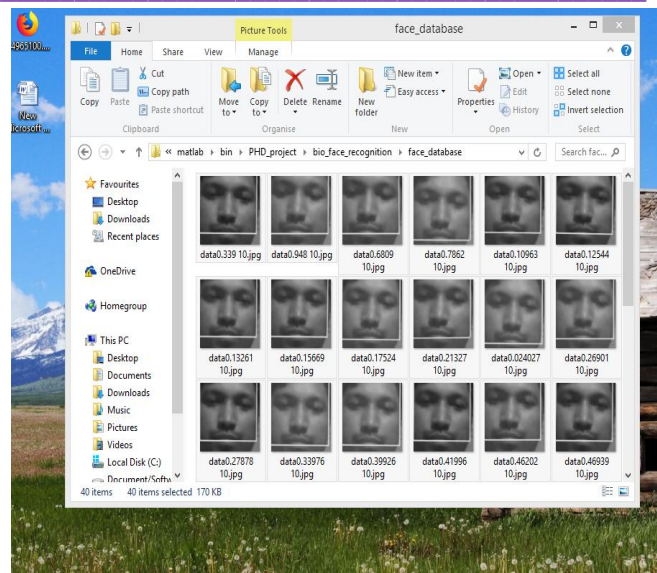 Picture Tools
face_database
4965100....
File Home Share View Manage
Copy
Paste
Cut
Copy path
Paste shortcut
Clipboard
Move to
Copy to
Delete
Rename
Organise
New folder
New item
Easy access
New
Properties
Open
Edit
History
Open
Select all
Select none
Invert selection
Select
New
Microsoft ...
« matlab bin PHD_project bio_face_recognition face_database
Search fac...
Favourites
Desktop
Downloads
Recent places
OneDrive
Homegroup
This PC
Desktop
Documents
Downloads
Music
Pictures
Videos
Local Disk (C:)
Document/Softw
data0.339 10.jpg
data0.948 10.jpg
data0.6809
10.jpg
data0.7862
10.jpg
data0.10963
10.jpg
data0.12544
10.jpg
data0.13261
10.jpg
data0.15669
10.jpg
data0.17524
10.jpg
data0.21327
10.jpg
data0.024027
10.jpg
data0.26901
10.jpg
data0.27878
10.jpg
data0.33976
10.jpg
data0.39926
10.jpg
data0.41996
10.jpg
data0.46202
10.jpg
data0.46939
10.jpg
40 items 40 items selected 170 KB